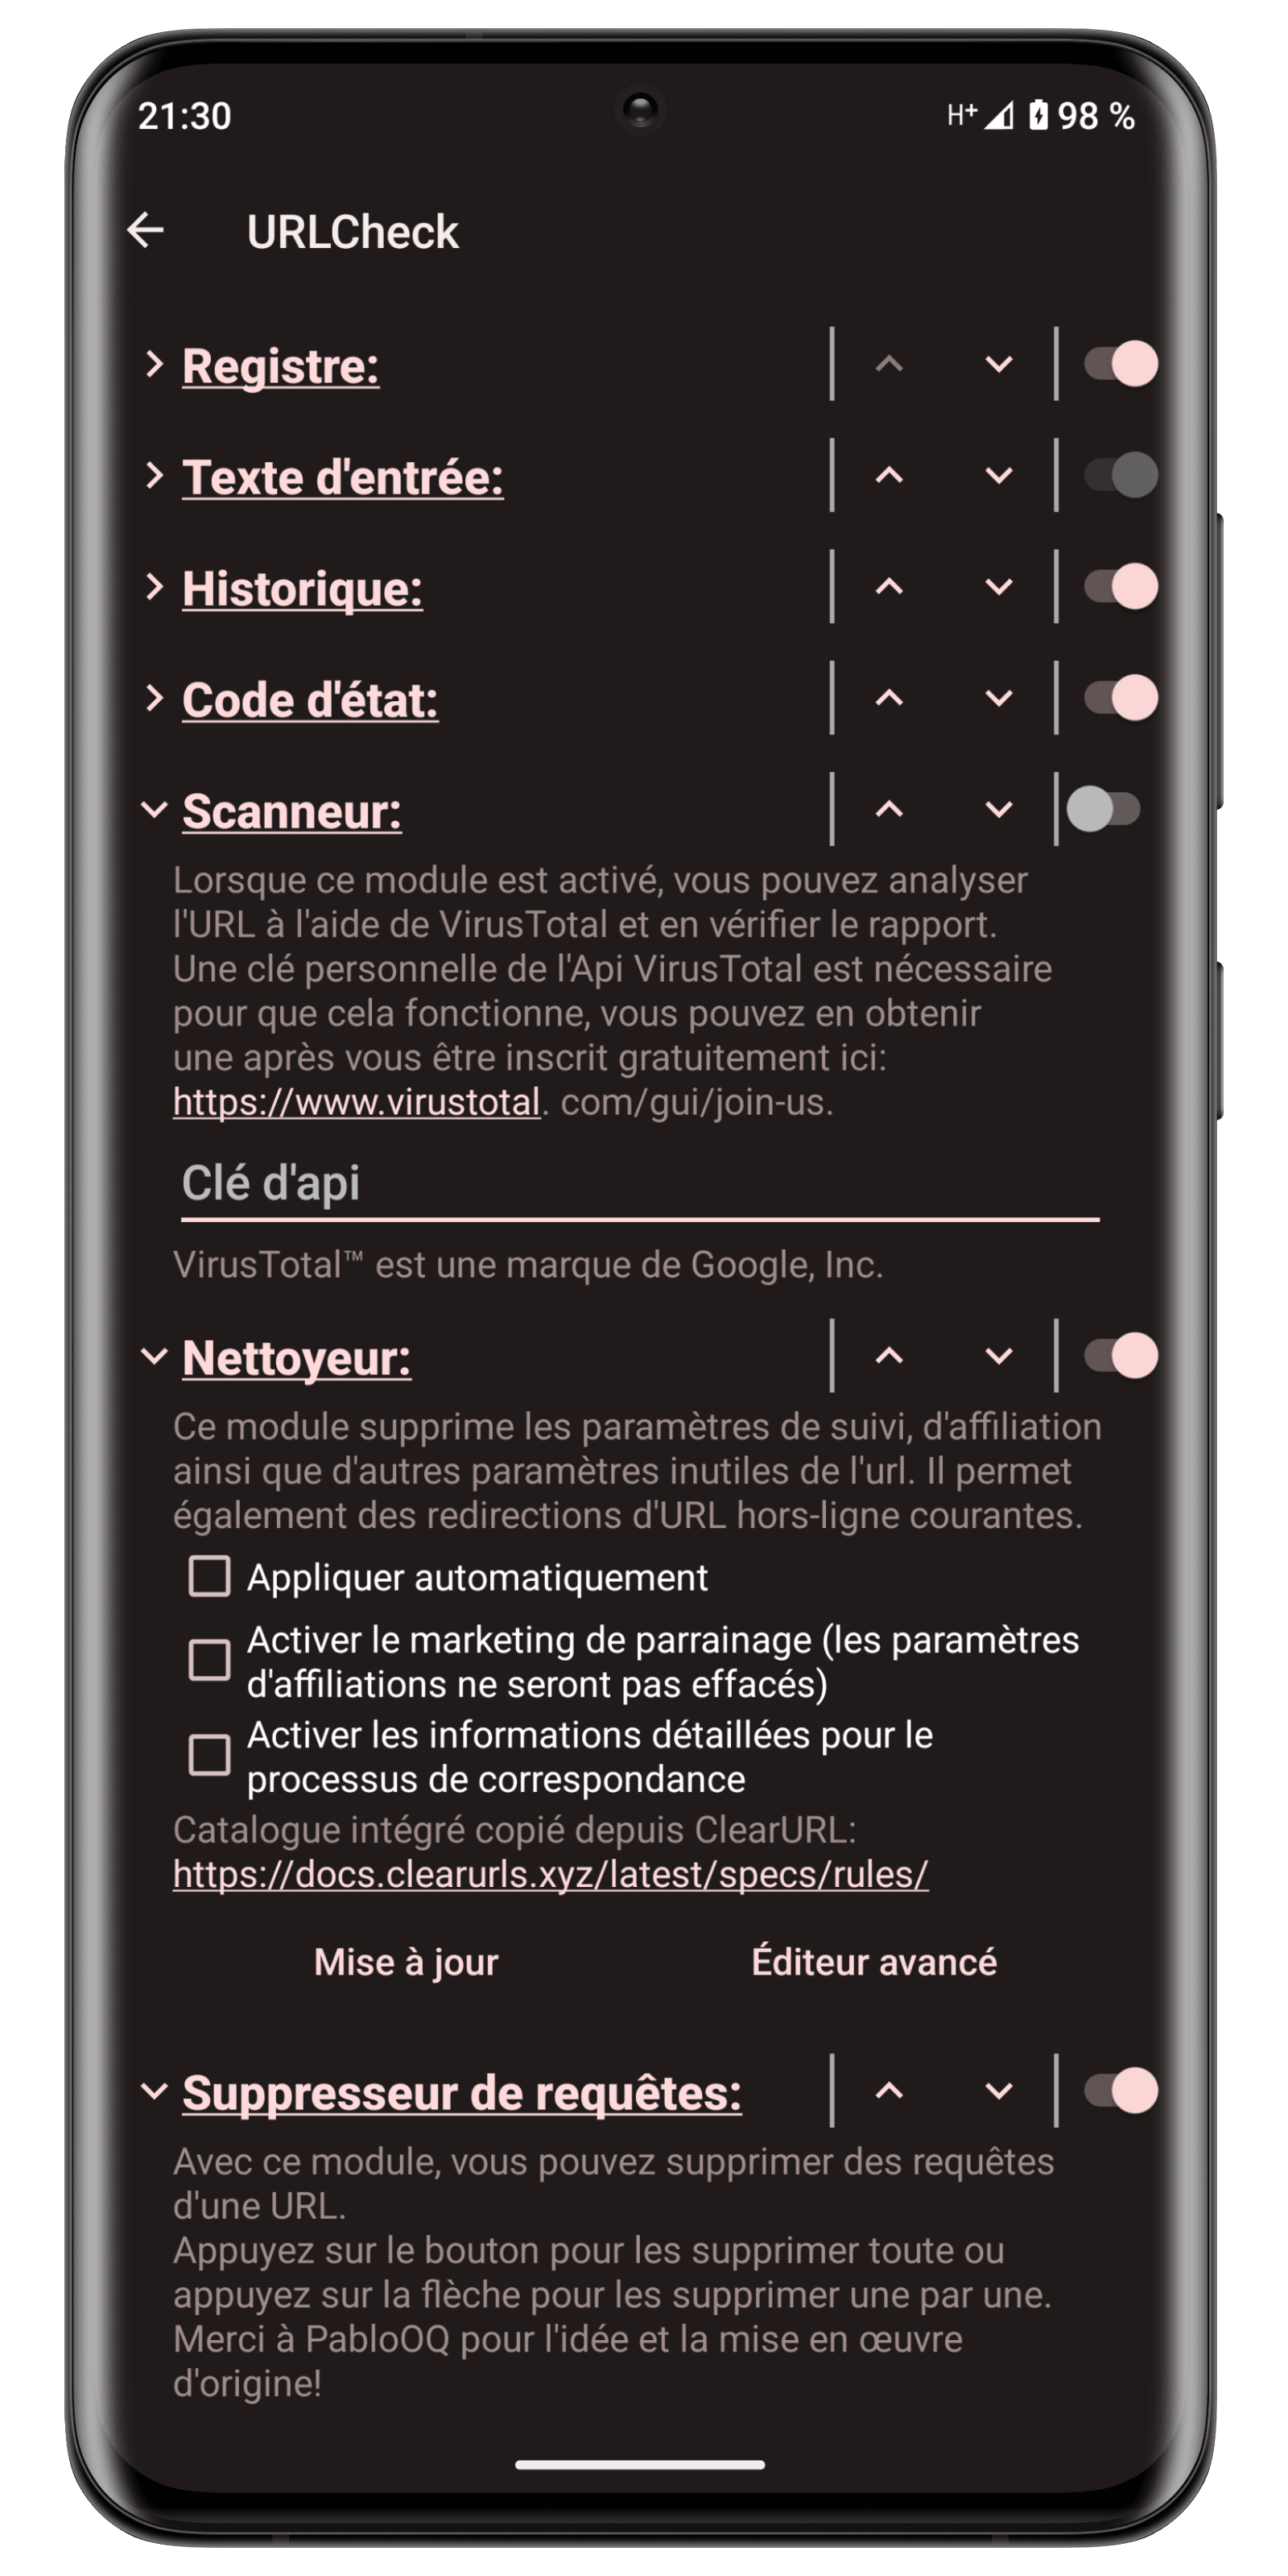 21:30
H+ 98 %
URLCheck
Registre:
Texte d'entrée:
Historique:
Code d'état:
Scanneur:
Lorsque ce module est activé, vous pouvez analyser
l'URL à l'aide de VirusTotal et en vérifier le rapport.
Une clé personnelle de l'Api VirusTotal est nécessaire
pour que cela fonctionne, vous pouvez en obtenir
une après vous être inscrit gratuitement ici:
https://www.virustotal. com/gui/join-us.
Clé d'api
VirusTotal™ est une marque de Google, Inc.
Nettoyeur:
Ce module supprime les paramètres de suivi, d'affiliation
ainsi que d'autres paramètres inutiles de l'url. Il permet
également des redirections d'URL hors-ligne courantes.
Appliquer automatiquement
Activer le marketing de parrainage (les paramètres
d'affiliations ne seront pas effacés)
Activer les informations détaillées pour le
processus de correspondance
Catalogue intégré copié depuis ClearURL:
https://docs.clearurls.xyz/latest/specs/rules/
Mise à jour Éditeur avancé
Suppresseur de requêtes:
Avec ce module, vous pouvez supprimer des requêtes
d'une URL.
Appuyez sur le bouton pour les supprimer toute ou
appuyez sur la flèche pour les supprimer une par une.
Merci à PabloOQ pour l'idée et la mise en œuvre
d'origine!